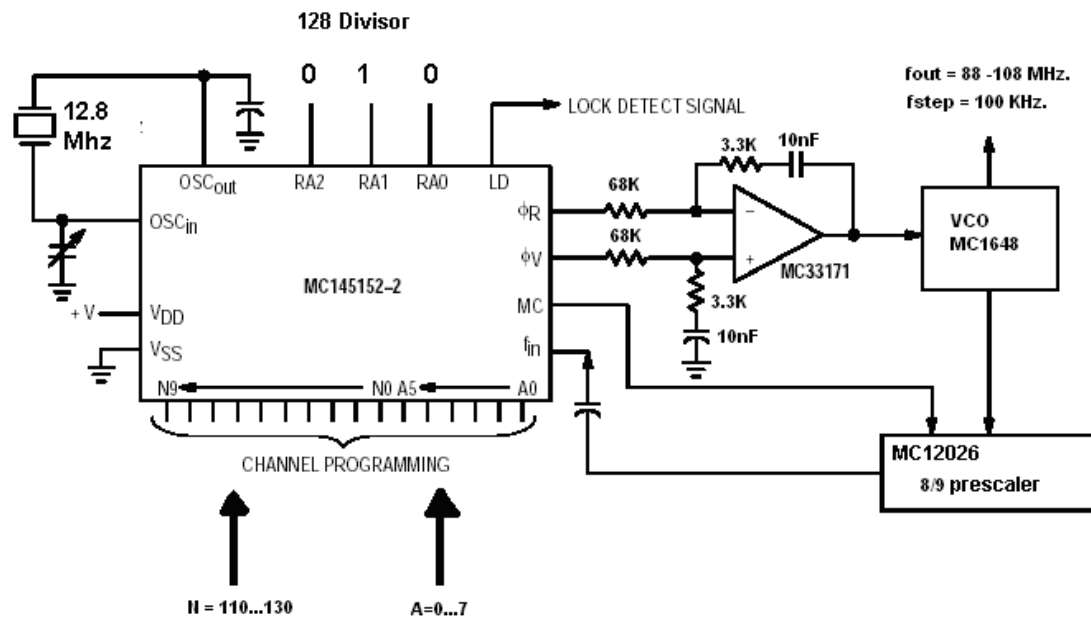 128 Divisor
0 1 0
12.8
Mhz
:
LOCK DETECT SIGNAL
fout = 88 -108 MHz.
fstep = 100 KHz.
OSCout RA2 RA1 RA0 LD
OSCin
ϕR
ϕV
MC
fin
MC145152–2
+ V
VDD
VSS
N9 N0 A5 A0
68K
68K
3.3K
10nF
−
+
MC33171
3.3K
10nF
VCO
MC1648
MC12026
8/9 prescaler
CHANNEL PROGRAMMING
N = 110...130
A=0...7